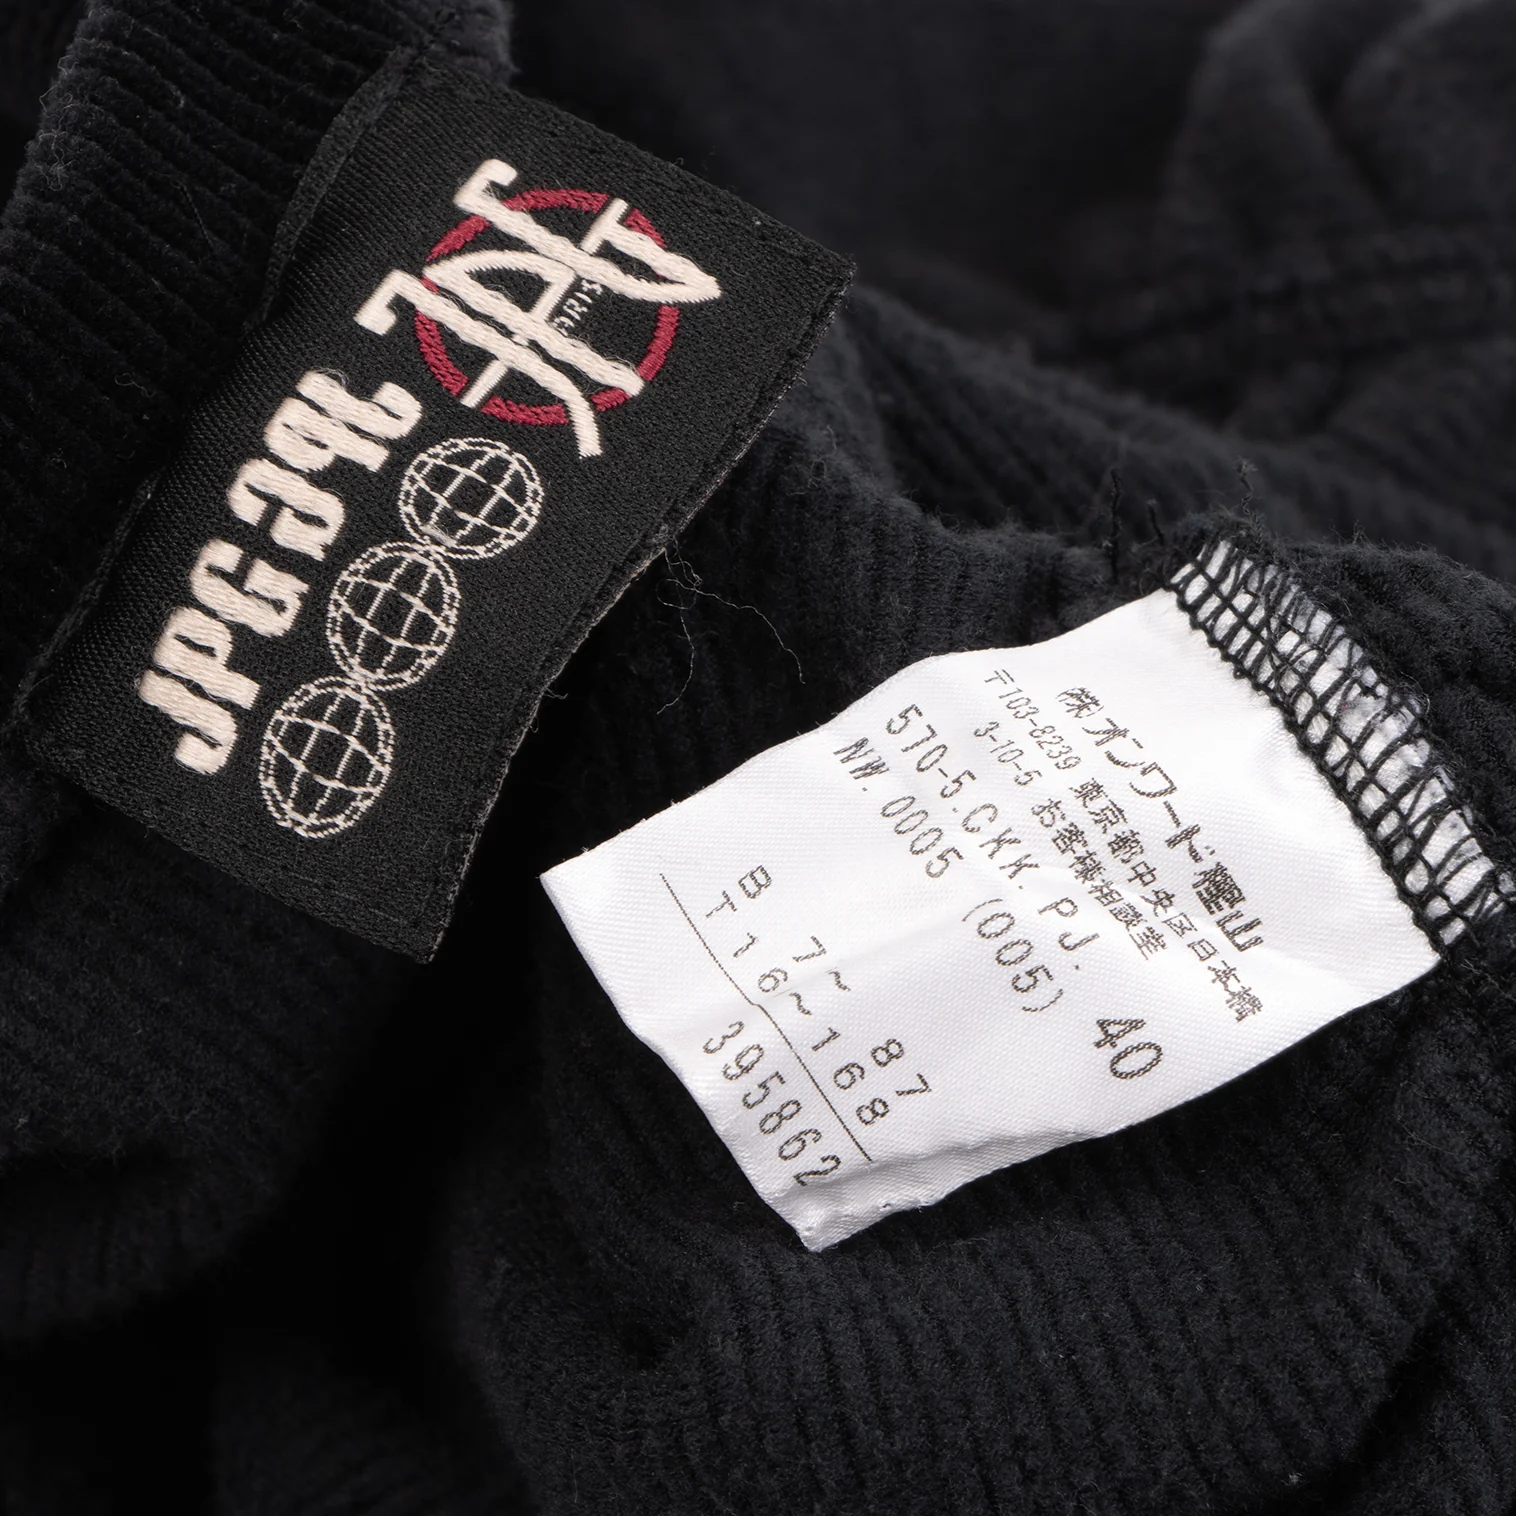 JPG
JPG
(株)オンワード樫山
〒103-8239 東京都中央区日本橋
3-10-5 お客様相談室
570-5.CKK.PJ. 40
NW.0005 (005)
B 7~ 87
T 16~168
395862